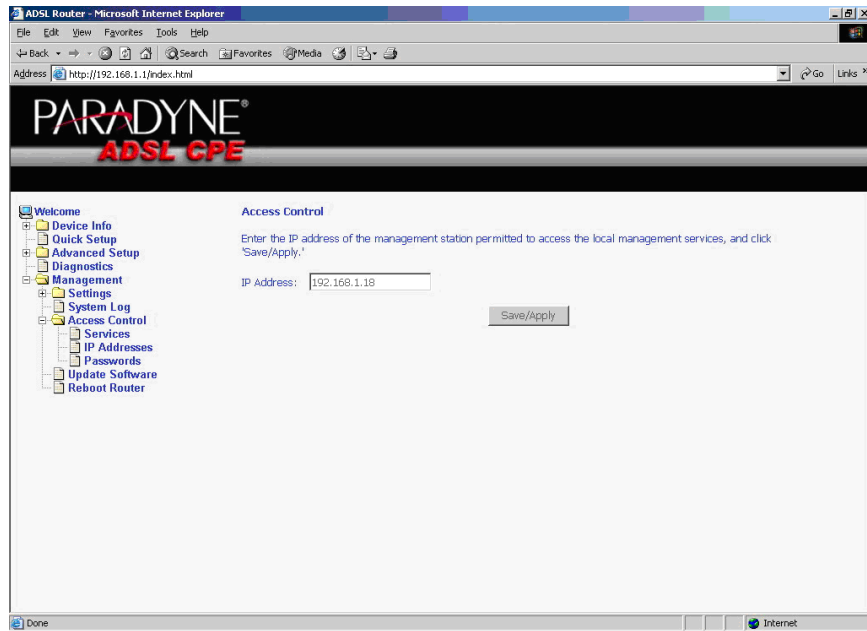 ADSL Router - Microsoft Internet Explorer
File Edit View Favorites Tools Help
Back Search Favorites Media
Address http://192.168.1.1/index.html Go Links »
PARADYNE®
ADSL CPE
Welcome
Device Info
Quick Setup
Advanced Setup
Diagnostics
Management
Settings
System Log
Access Control
Services
IP Addresses
Passwords
Update Software
Reboot Router
Access Control
Enter the IP address of the management station permitted to access the local management services, and click
'Save/Apply.'
IP Address: 192.168.1.18
Save/Apply
Done Internet